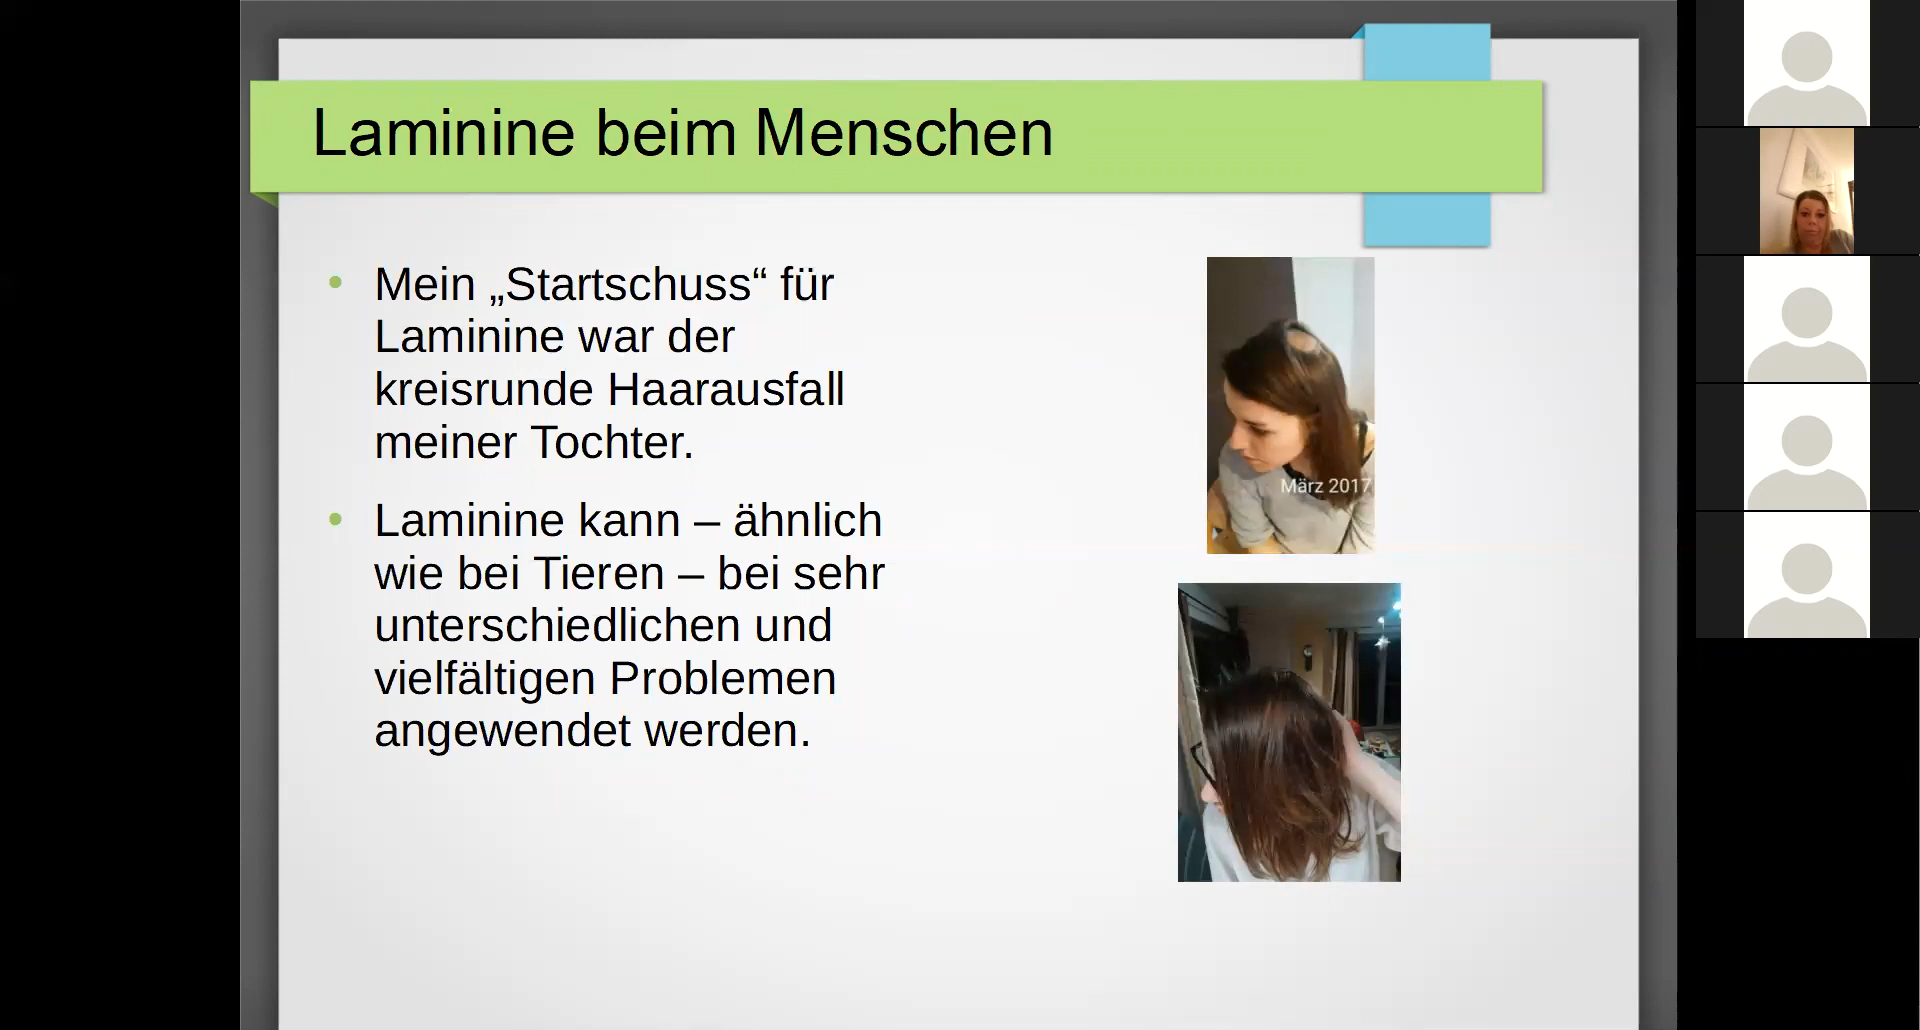 Laminine beim Menschen
Mein „Startschuss“ für
Laminine war der
kreisrunde Haarausfall
meiner Tochter.
Laminine kann – ähnlich
wie bei Tieren – bei sehr
unterschiedlichen und
vielfältigen Problemen
angewendet werden.
März 2017